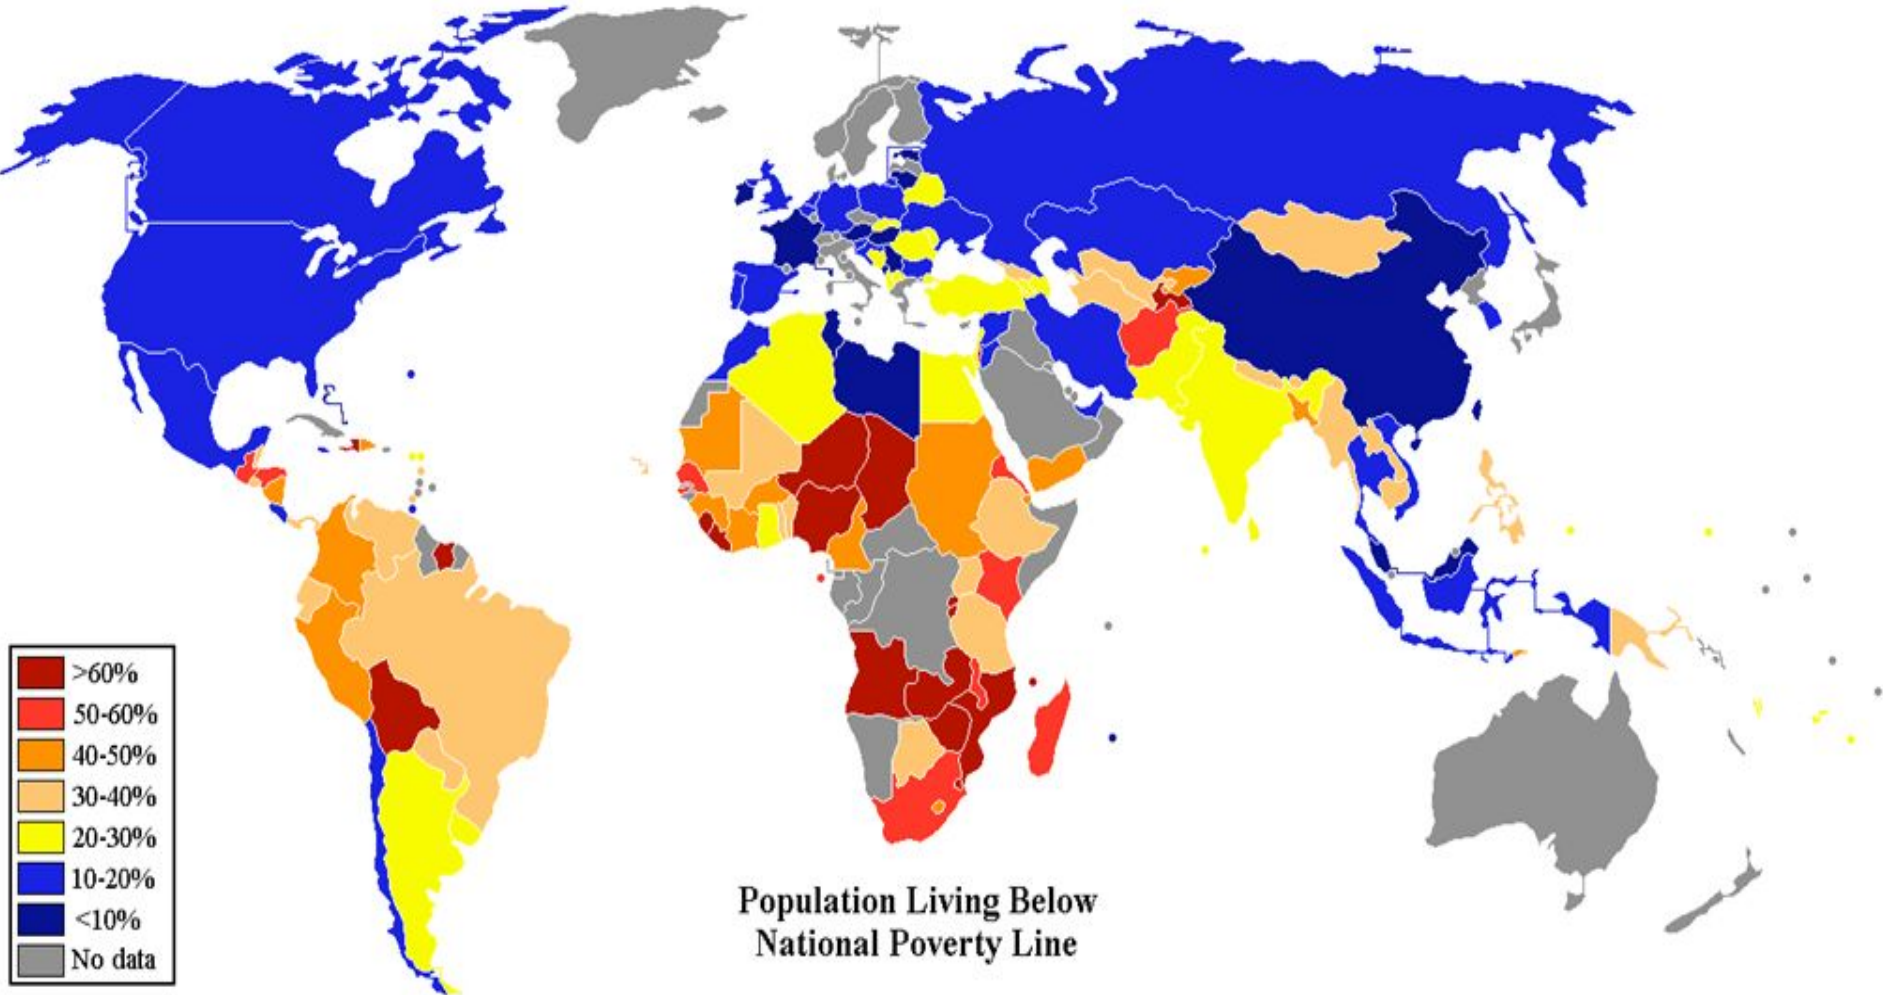 >60%
50-60%
40-50%
30-40%
20-30%
10-20%
<10%
No data
Population Living Below
National Poverty Line